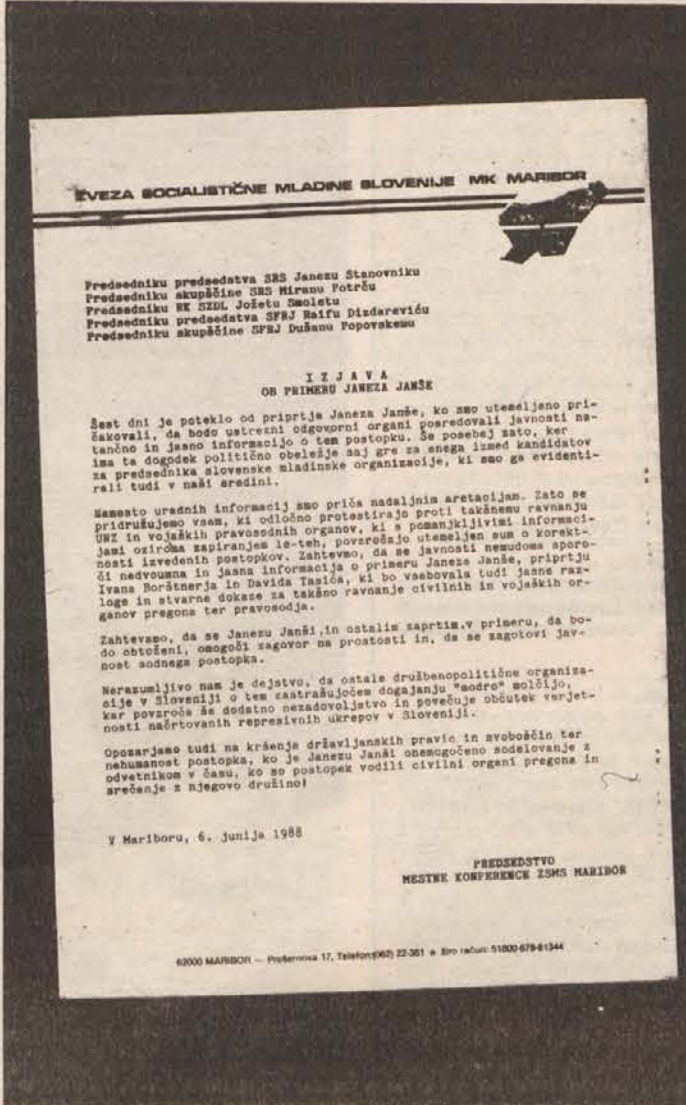 ZVEZA SOCIALISTIČNE MLADINE SLOVENIJE MK MARIBOR
Predsedniku predsedstva SRS Janezu Stanovniku
Predsedniku skupščine SRS Miranu Potrču
Predsedniku RK SZDL Jožetu Smoletu
Predsedniku predsedstva SFRJ Raifu Dizdareviću
Predsedniku skupščine SFRJ Dušanu Popovskemu
I Z J A V A
OB PRIMERU JANEZA JANŠE
Šest dni je poteklo od priprtja Janeza Janše, ko smo utemeljeno pri-
čakovali, da bodo ustrezni odgovorni organi posredovali javnosti na-
tančno in jasno informacijo o tem postopku. Še posebej zato, ker
ima ta dogodek politično obeležje saj gre za enega izmed kandidatov
za predsednika slovenske mladinske organizacije, ki smo ga evidenti-
rali tudi v naši sredini.
Namesto uradnih informacij smo priča nadaljnim aretacijam. Zato se
pridružujemo vsem, ki odločno protestirajo proti takšnemu ravnanju
UNZ in vojaških pravosodnih organov, ki s pomanjkljivimi informaci-
jami oziroma zapiranjem le-teh, povzročajo utemeljen sum o korekt-
nosti izvedenih postopkov. Zahtevmo, da se javnosti nemudoma sporo-
či nedvoumna in jasna informacija o primeru Janeza Janše, priprtju
Ivana Borštnerja in Davida Tasića, ki bo vsebovala tudi jasne raz-
loge in stvarne dokaze za takšno ravnanje civilnih in vojaških or-
ganov pregona ter pravosodja.
Zahtevamo, da se Janezu Janši,in ostalim zaprtim,v primeru, da bo-
do obtoženi, omogoči zagovor na prostosti in, da se zagotovi jav-
nost sodnega postopka.
Nerazumljivo nam je dejstvo, da ostale družbenopolitične organiza-
cije v Sloveniji o tem zastrašujočem dogajanju "modro" molčijo,
kar povzroča še dodatno nezadovoljstvo in povečuje občutek verjet-
nosti načrtovanih represivnih ukrepov v Sloveniji.
Opozarjamo tudi na kršenje državljanskih pravic in svoboščin ter
nehumanost postopka, ko je Janezu Janši onemogočeno sodelovanje z
odvetnikom v času, ko so postopek vodili civilni organi pregona in
srečanje z njegovo družino!
V Mariboru, 6. junija 1988
PREDSEDSTVO
MESTNE KONFERENCE ZSMS MARIBOR
62000 MARIBOR — Prešernova 17, Telefon:(062) 22-361 • žiro račun: 51800-678-81344